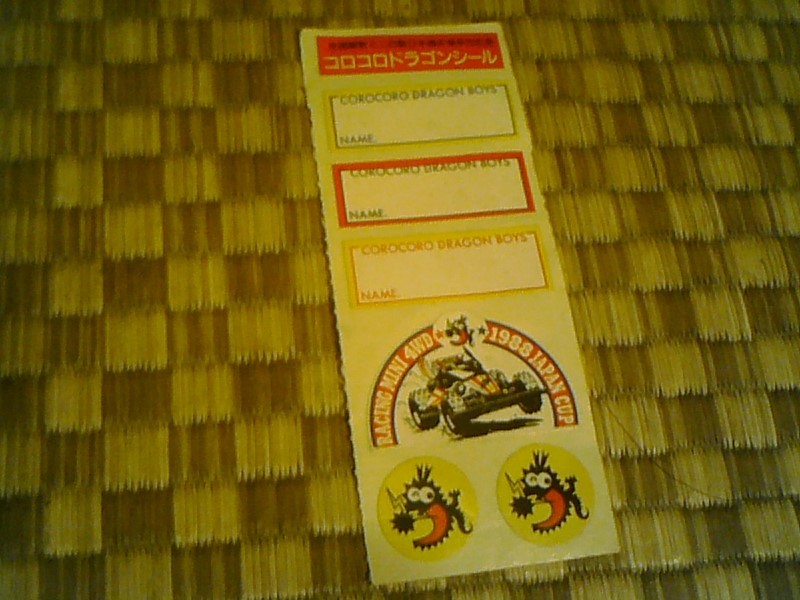 コロコロドラゴンシール
COROCORO DRAGON BOYS
NAME.
COROCORO DRAGON BOYS
NAME.
COROCORO DRAGON BOYS
NAME.
RACING MINI 4WD ★ 1988 JAPAN CUP